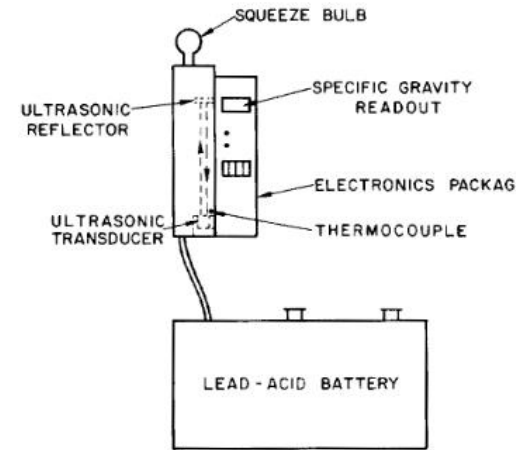 SQUEEZE BULB
SPECIFIC GRAVITY
READOUT
ULTRASONIC
REFLECTOR
ELECTRONICS PACKAG
ULTRASONIC
TRANSDUCER
THERMOCOUPLE
LEAD-ACID BATTERY